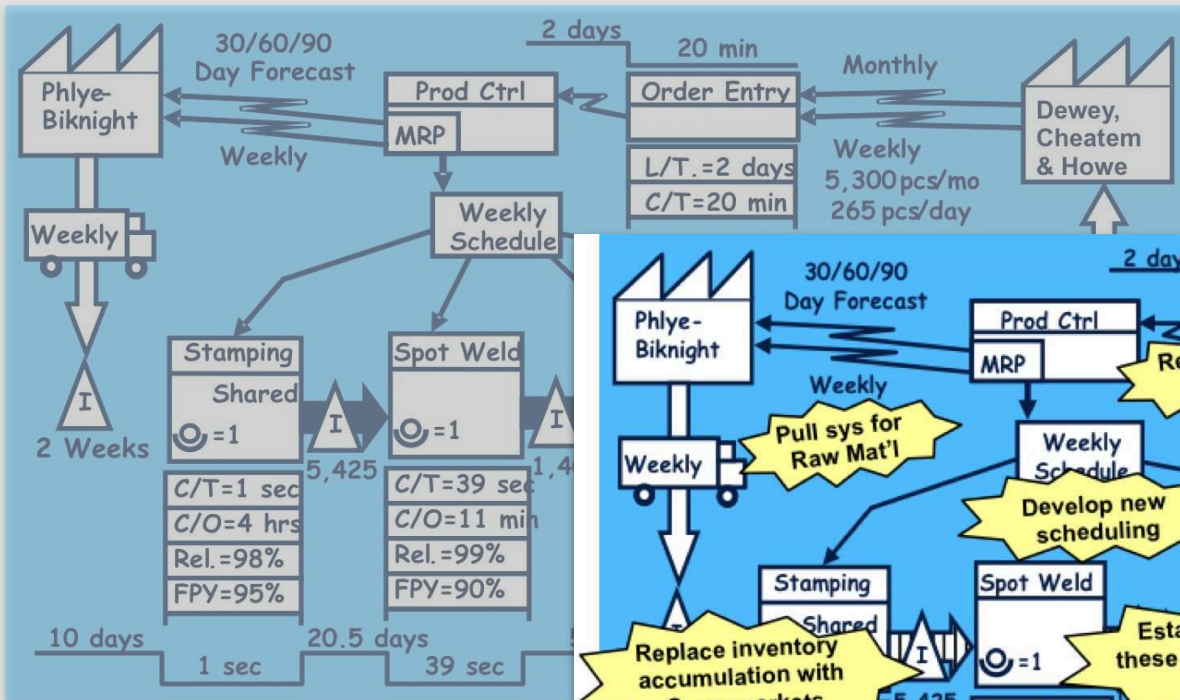 2 days
30/60/90
Day Forecast
20 min
Monthly
Phlye-
Biknight
Prod Ctrl
MRP
Order Entry
Dewey,
Cheatem
& Howe
Weekly
Weekly
5,300 pcs/mo
265 pcs/day
L/T.=2 days
C/T=20 min
Weekly
Weekly
Schedule
Stamping
Shared
=1
Spot Weld
=1
I
I
I
2 Weeks
5,425
C/T=1 sec
C/O=4 hrs
Rel.=98%
FPY=95%
C/T=39 sec
C/O=11 min
Rel.=99%
FPY=90%
10 days
1 sec
20.5 days
39 sec
30/60/90
Day Forecast
Phlye-
Biknight
Prod Ctrl
MRP
Weekly
Pull sys for
Raw Mat'l
Weekly
Weekly
Schedule
Develop new
scheduling
Stamping
Shared
Spot Weld
=1
I
Replace inventory
accumulation with
5,425
these